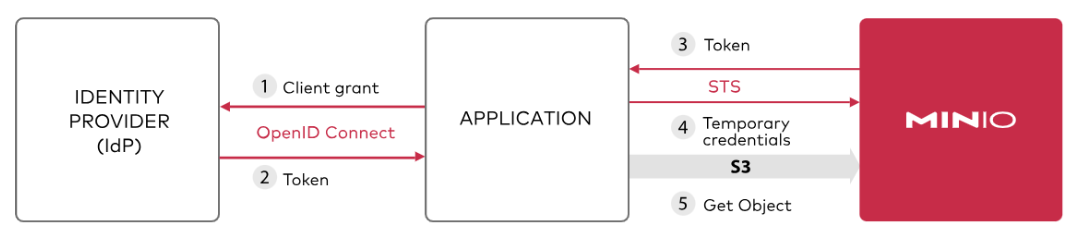 IDENTITY
PROVIDER
(IdP)
1 Client grant
OpenID Connect
2 Token
APPLICATION
3 Token
STS
4 Temporary
credentials
S3
5 Get Object
MINIO